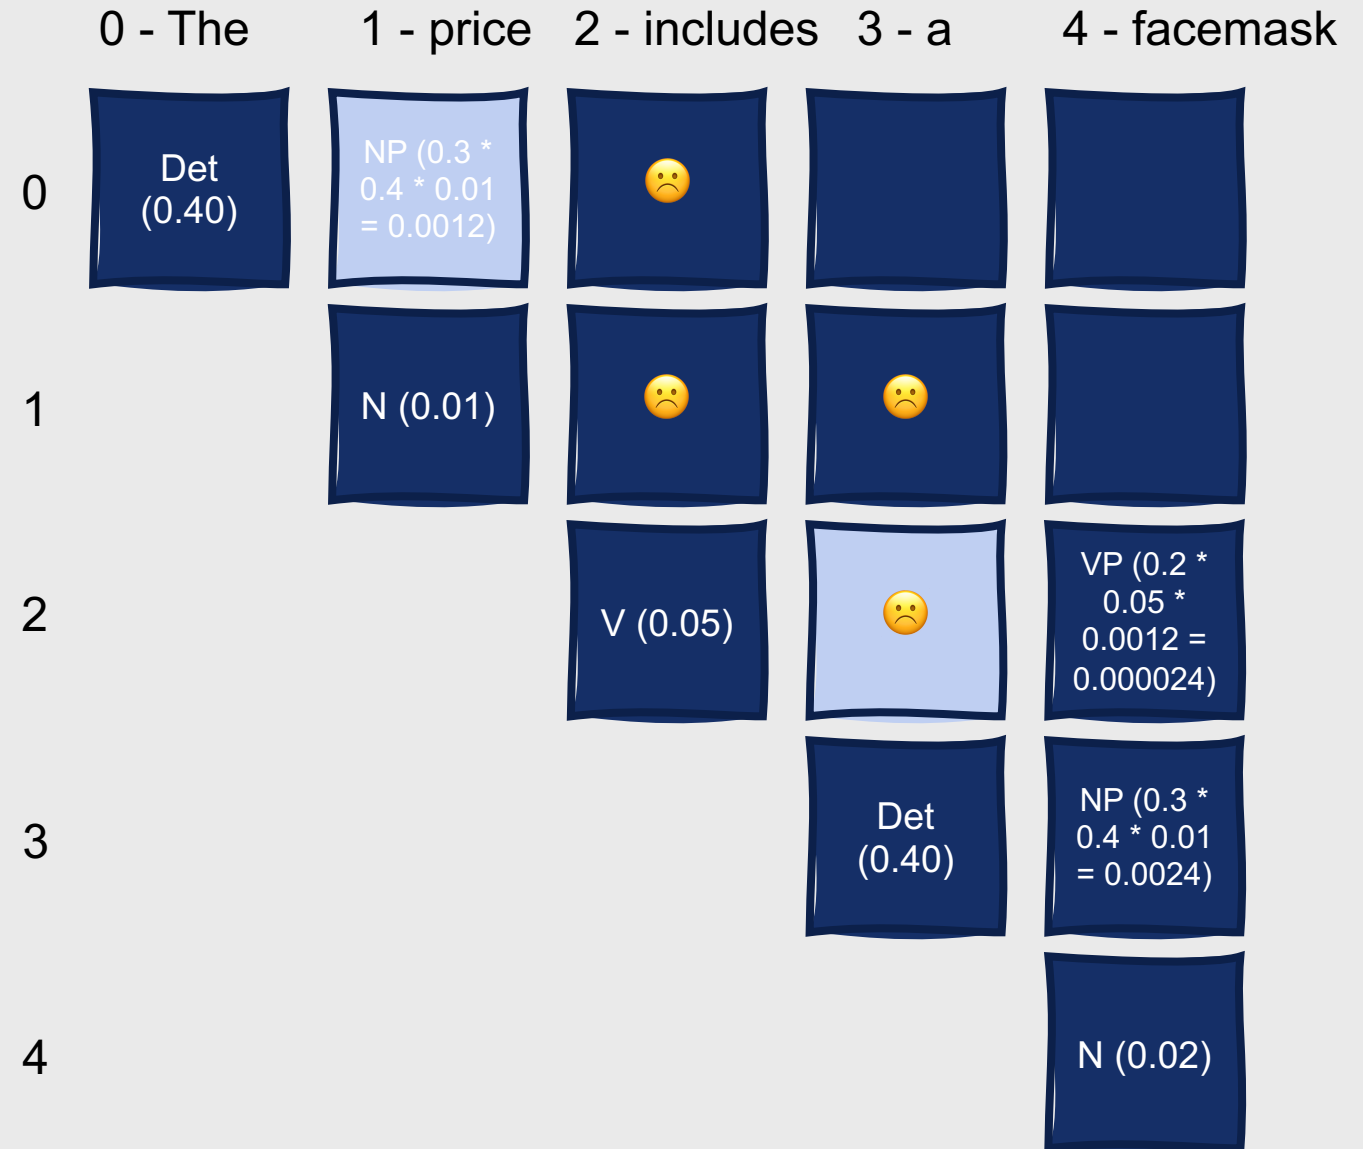 0 - The 1 - price 2 - includes 3 - a 4 - facemask
0
Det
(0.40)
NP (0.3 *
0.4 * 0.01
= 0.0012)
1
N (0.01)
2
V (0.05)
VP (0.2 *
0.05 *
0.0012 =
0.000024)
3
Det
(0.40)
NP (0.3 *
0.4 * 0.01
= 0.0024)
4
N (0.02)